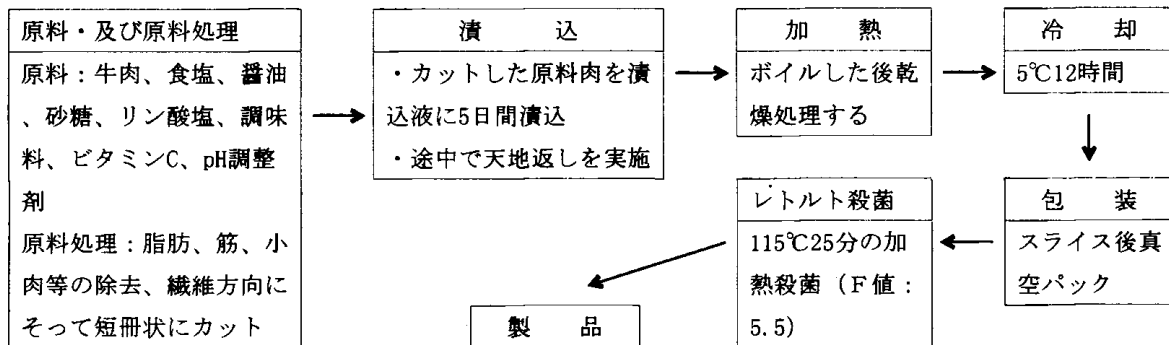 原料・及び原料処理
原料：牛肉、食塩、醤油
、砂糖、リン酸塩、調味
料、ビタミンC、pH調整
剤
原料処理：脂肪、筋、小
肉等の除去、繊維方向に
そって短冊状にカット
漬　込
・カットした原料肉を漬
込液に5日間漬込
・途中で天地返しを実施
加　熱
ボイルした後乾
燥処理する
冷　却
5℃12時間
包　装
スライス後真
空パック
レトルト殺菌
115℃25分の加
熱殺菌（F値：
5.5）
製　品